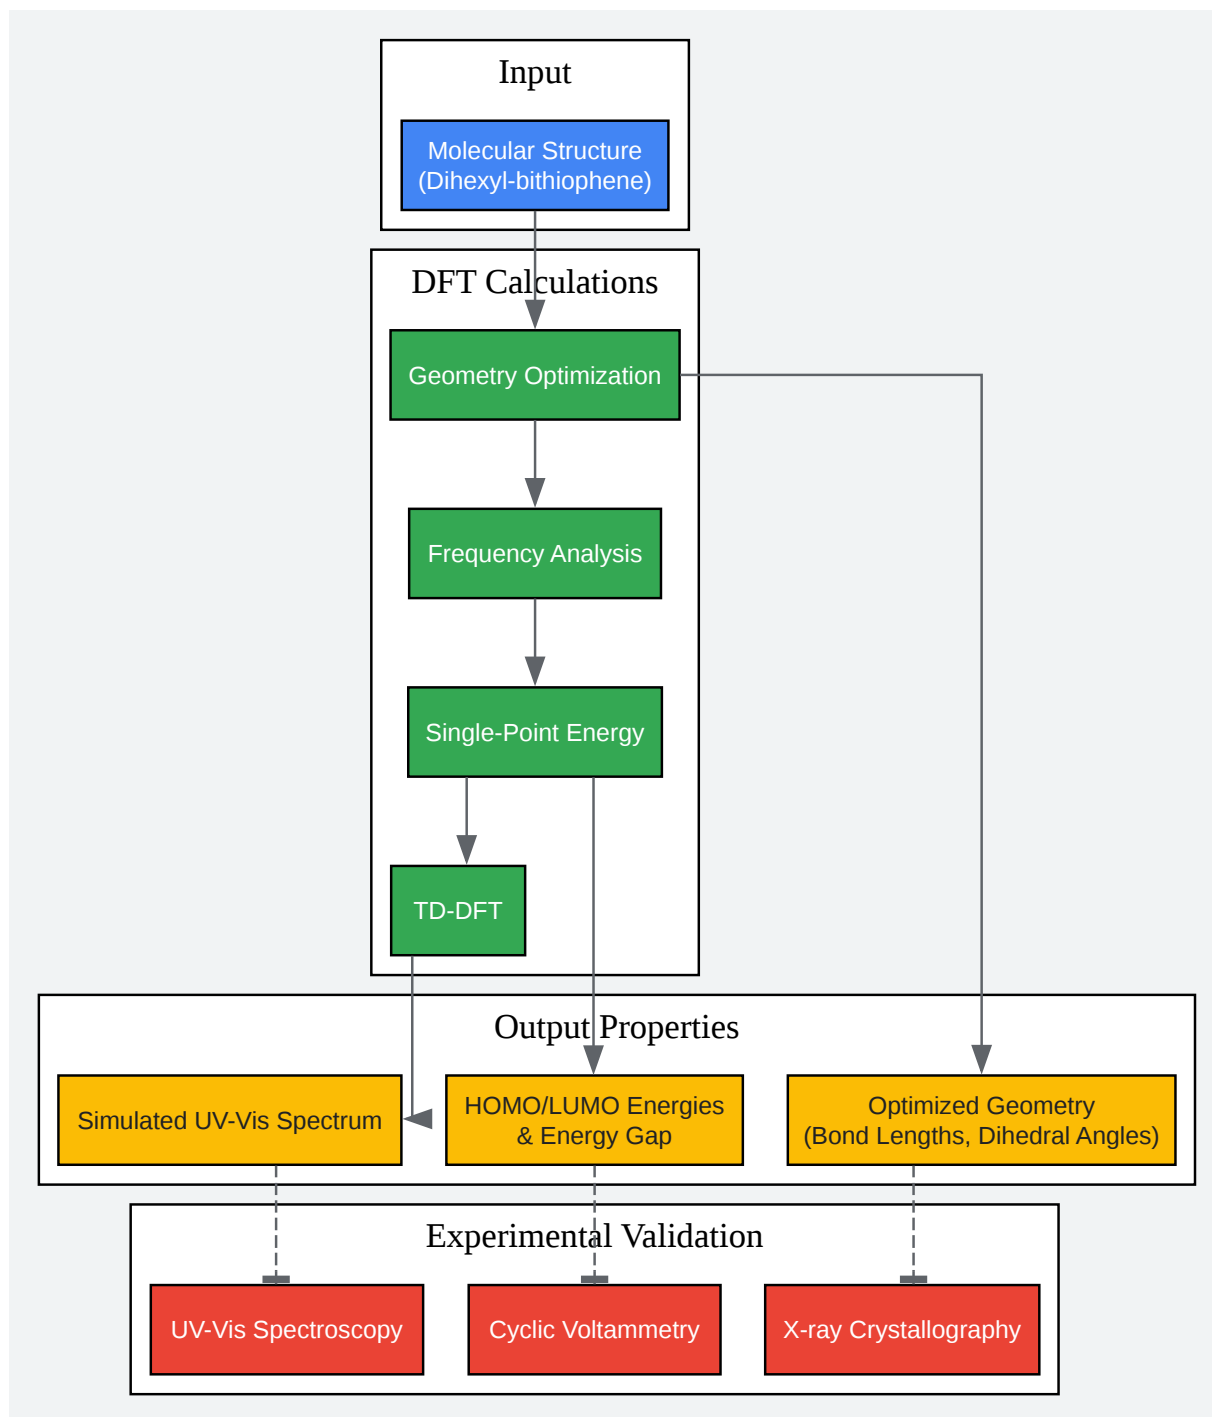 Input
Molecular Structure
(Dihexyl-bithiophene)
DFT Calculations
Geometry Optimization
Frequency Analysis
Single-Point Energy
TD-DFT
Output Properties
Simulated UV-Vis Spectrum
HOMO/LUMO Energies
& Energy Gap
Optimized Geometry
(Bond Lengths, Dihedral Angles)
Experimental Validation
UV-Vis Spectroscopy
Cyclic Voltammetry
X-ray Crystallography